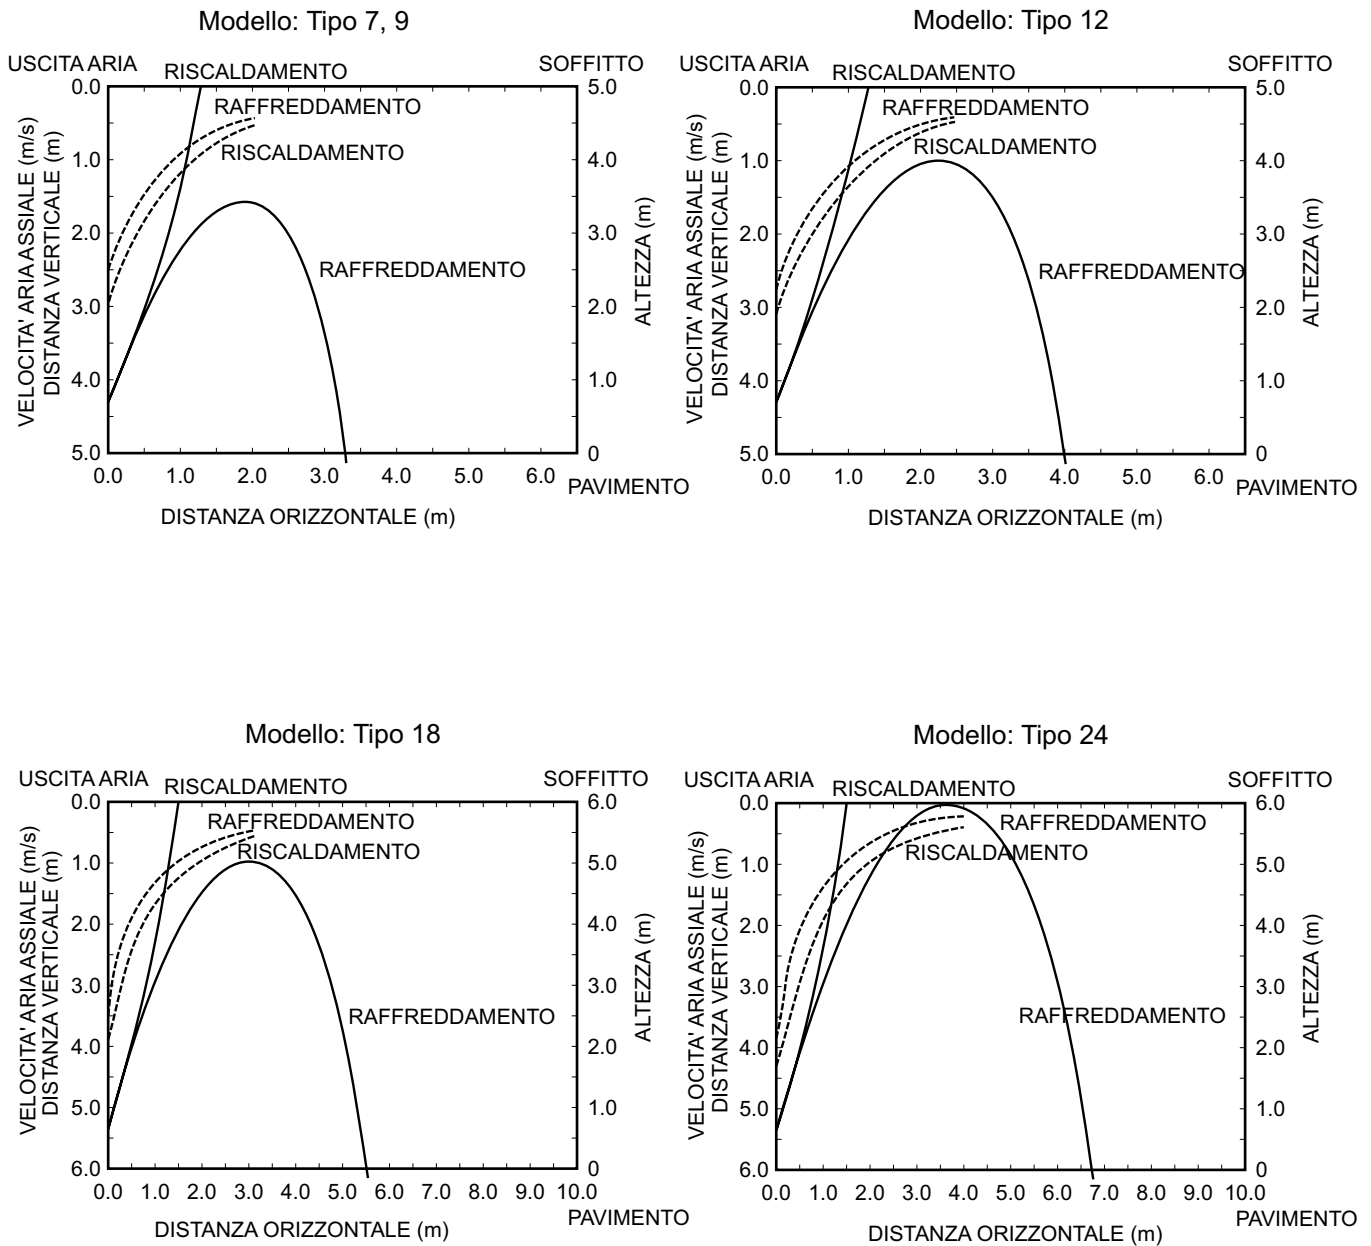 Modello: Tipo 7, 9
USCITA ARIA
RISCALDAMENTO
SOFFITTO
RAFFREDDAMENTO
RISCALDAMENTO
RAFFREDDAMENTO
VELOCITA' ARIA ASSIALE (m/s)
DISTANZA VERTICALE (m)
0.0
1.0
2.0
3.0
4.0
5.0
5.0
4.0
3.0
2.0
1.0
0
ALTEZZA (m)
0.0 1.0 2.0 3.0 4.0 5.0 6.0
PAVIMENTO
DISTANZA ORIZZONTALE (m)
Modello: Tipo 12
USCITA ARIA
RISCALDAMENTO
SOFFITTO
RAFFREDDAMENTO
RISCALDAMENTO
RAFFREDDAMENTO
VELOCITA' ARIA ASSIALE (m/s)
DISTANZA VERTICALE (m)
0.0
1.0
2.0
3.0
4.0
5.0
5.0
4.0
3.0
2.0
1.0
0
ALTEZZA (m)
0.0 1.0 2.0 3.0 4.0 5.0 6.0
PAVIMENTO
DISTANZA ORIZZONTALE (m)
Modello: Tipo 18
USCITA ARIA
RISCALDAMENTO
SOFFITTO
RAFFREDDAMENTO
RISCALDAMENTO
RAFFREDDAMENTO
VELOCITA' ARIA ASSIALE (m/s)
DISTANZA VERTICALE (m)
0.0
1.0
2.0
3.0
4.0
5.0
6.0
6.0
5.0
4.0
3.0
2.0
1.0
0
ALTEZZA (m)
0.0 1.0 2.0 3.0 4.0 5.0 6.0 7.0 8.0 9.0 10.0
PAVIMENTO
DISTANZA ORIZZONTALE (m)
Modello: Tipo 24
USCITA ARIA
RISCALDAMENTO
SOFFITTO
RAFFREDDAMENTO
RISCALDAMENTO
RAFFREDDAMENTO
VELOCITA' ARIA ASSIALE (m/s)
DISTANZA VERTICALE (m)
0.0
1.0
2.0
3.0
4.0
5.0
6.0
6.0
5.0
4.0
3.0
2.0
1.0
0
ALTEZZA (m)
0.0 1.0 2.0 3.0 4.0 5.0 6.0 7.0 8.0 9.0 10.0
PAVIMENTO
DISTANZA ORIZZONTALE (m)